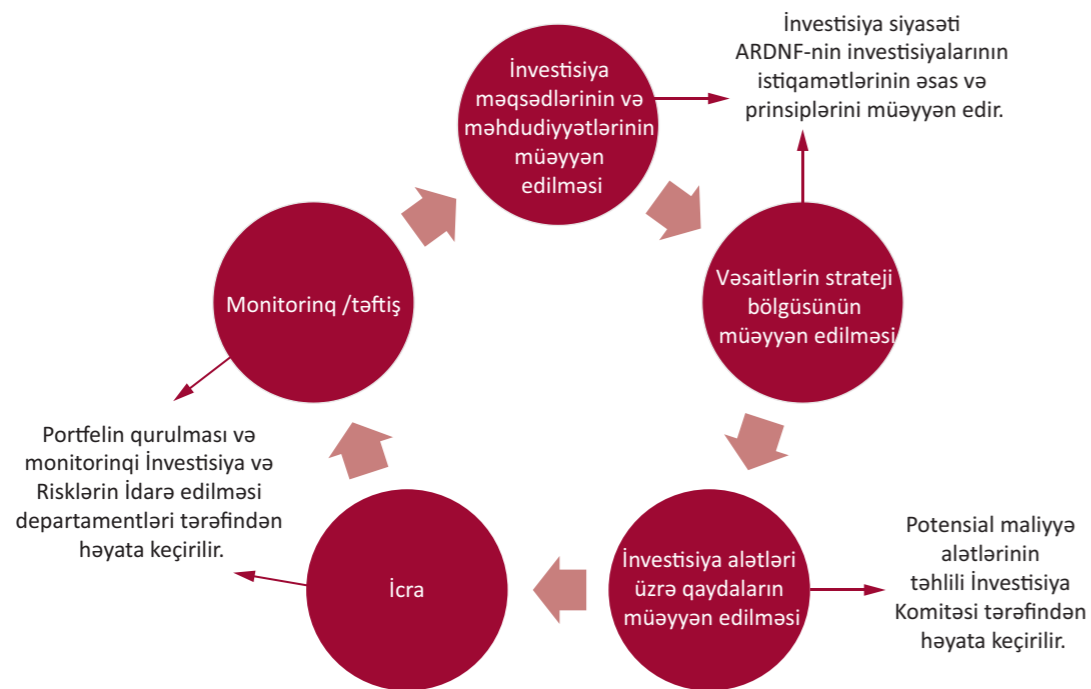 İnvestisiya
məqsədlərinin və
məhdudiyyətlərinin
müəyyən
edilməsi
İnvestisiya siyasəti
ARDNF-nin investisiyalarının
istiqamətlərinin əsas və
prinsiplərini müəyyən edir.
Vəsaitlərin strateji
bölgüsünün
müəyyən edilməsi
Monitorinq /təftiş
Portfelin qurulması və
monitorinqi İnvestisiya və
Risklərin İdarə edilməsi
departamentləri tərəfindən
həyata keçirilir.
İcra
İnvestisiya alətləri
üzrə qaydaların
müəyyən edilməsi
Potensial maliyyə
alətlərinin
təhlili İnvestisiya
Komitəsi tərəfindən
həyata keçirilir.